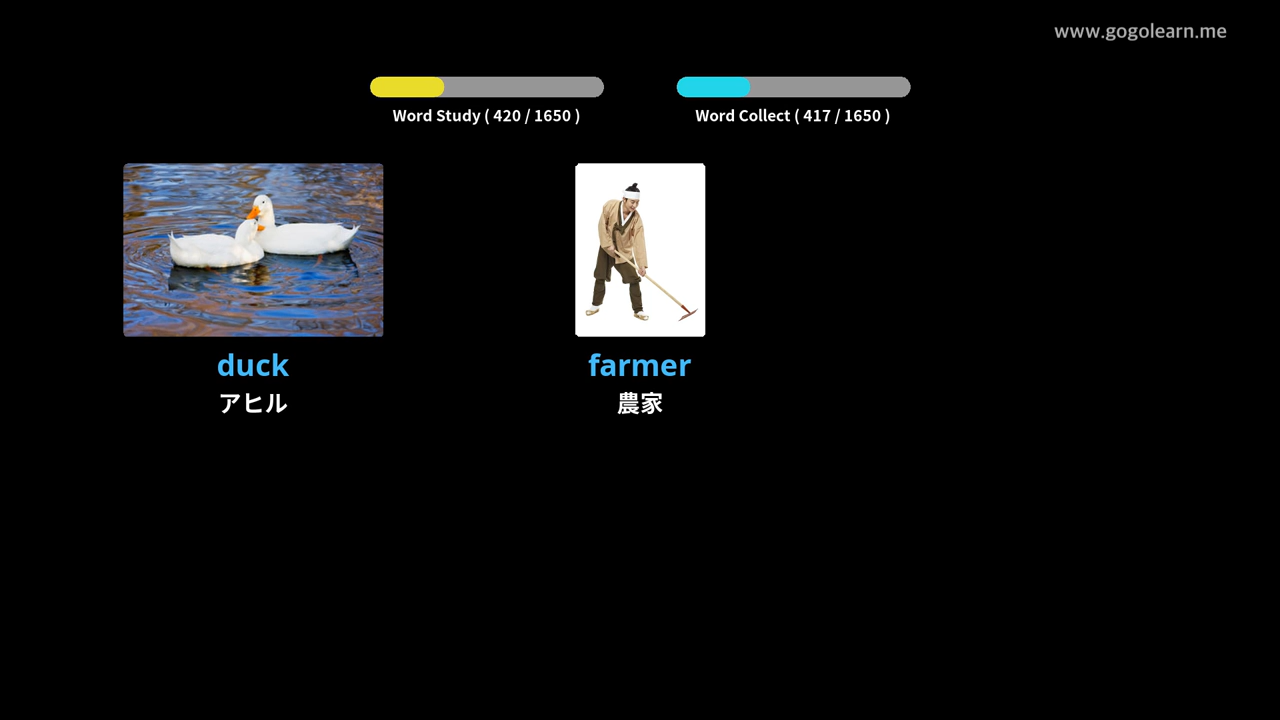 www.gogolearn.me
Word Study ( 420 / 1650 )
Word Collect ( 417 / 1650 )
duck
アヒル
farmer
農家